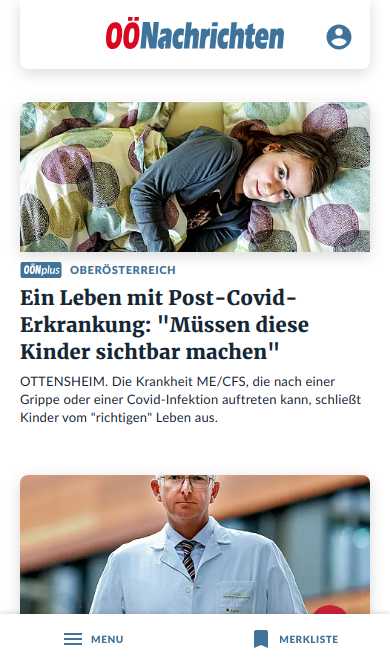 OÖNachrichten
OÖNplus OBERÖSTERREICH
Ein Leben mit Post-Covid-
Erkrankung: "Müssen diese
Kinder sichtbar machen"
OTTENSHEIM. Die Krankheit ME/CFS, die nach einer
Grippe oder einer Covid-Infektion auftreten kann, schließt
Kinder vom "richtigen" Leben aus.
MENU
MERKLISTE